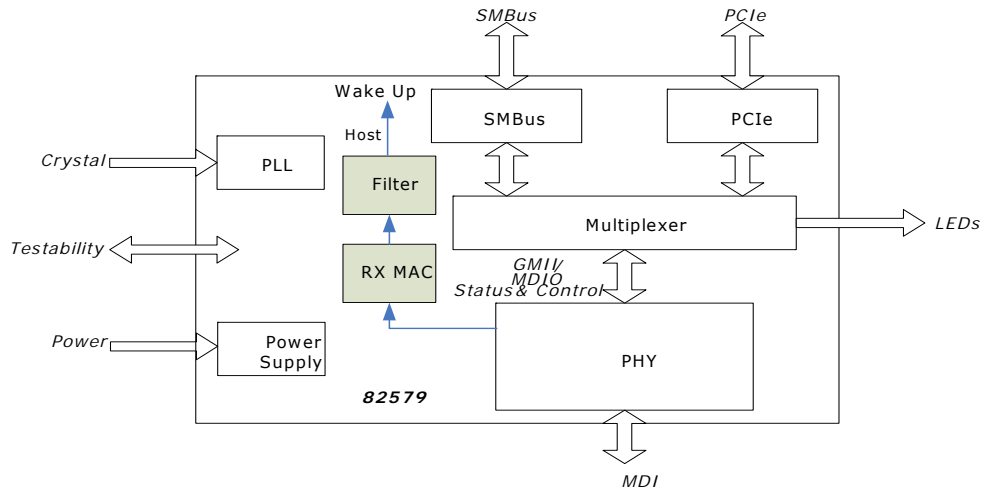 SMBus
PCIe
Wake Up
SMBus
PCIe
Host
Crystal
PLL
Filter
Multiplexer
LEDs
Testability
RX MAC
GMII/
MDIO
Status & Control
Power
Power
Supply
PHY
82579
MDI